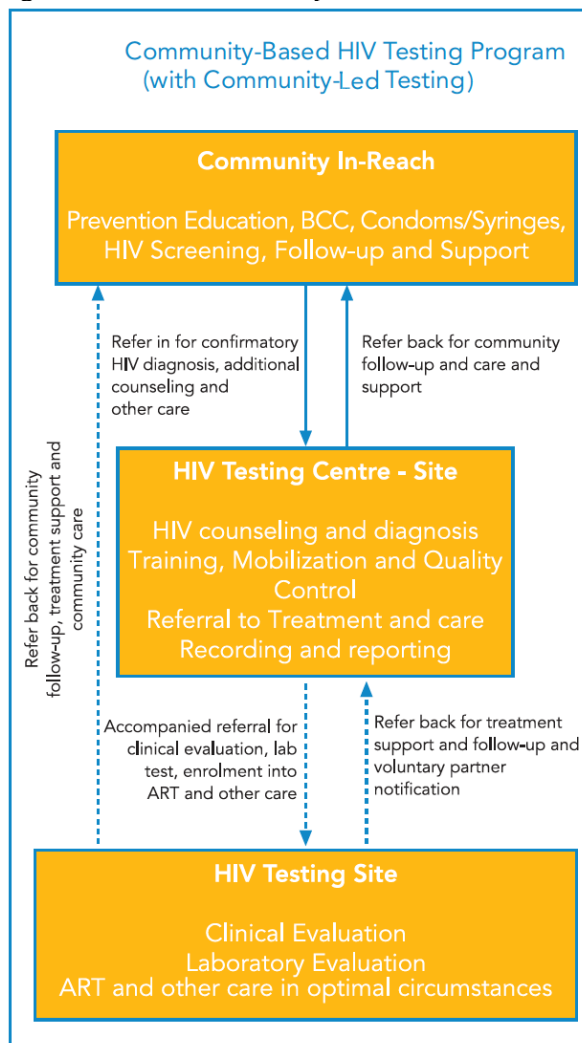 Community-Based HIV Testing Program
(with Community-Led Testing)
Community In-Reach
Prevention Education, BCC, Condoms/Syringes,
HIV Screening, Follow-up and Support
Refer in for confirmatory
HIV diagnosis, additional
counseling and
other care
Refer back for community
follow-up and care and
support
Refer back for community
follow-up, treatment support and
community care
HIV Testing Centre - Site
HIV counseling and diagnosis
Training, Mobilization and Quality
Control
Referral to Treatment and care
Recording and reporting
Accompanied referral for
clinical evaluation, lab
test, enrolment into
ART and other care
Refer back for treatment
support and follow-up and
voluntary partner
notification
HIV Testing Site
Clinical Evaluation
Laboratory Evaluation
ART and other care in optimal circumstances